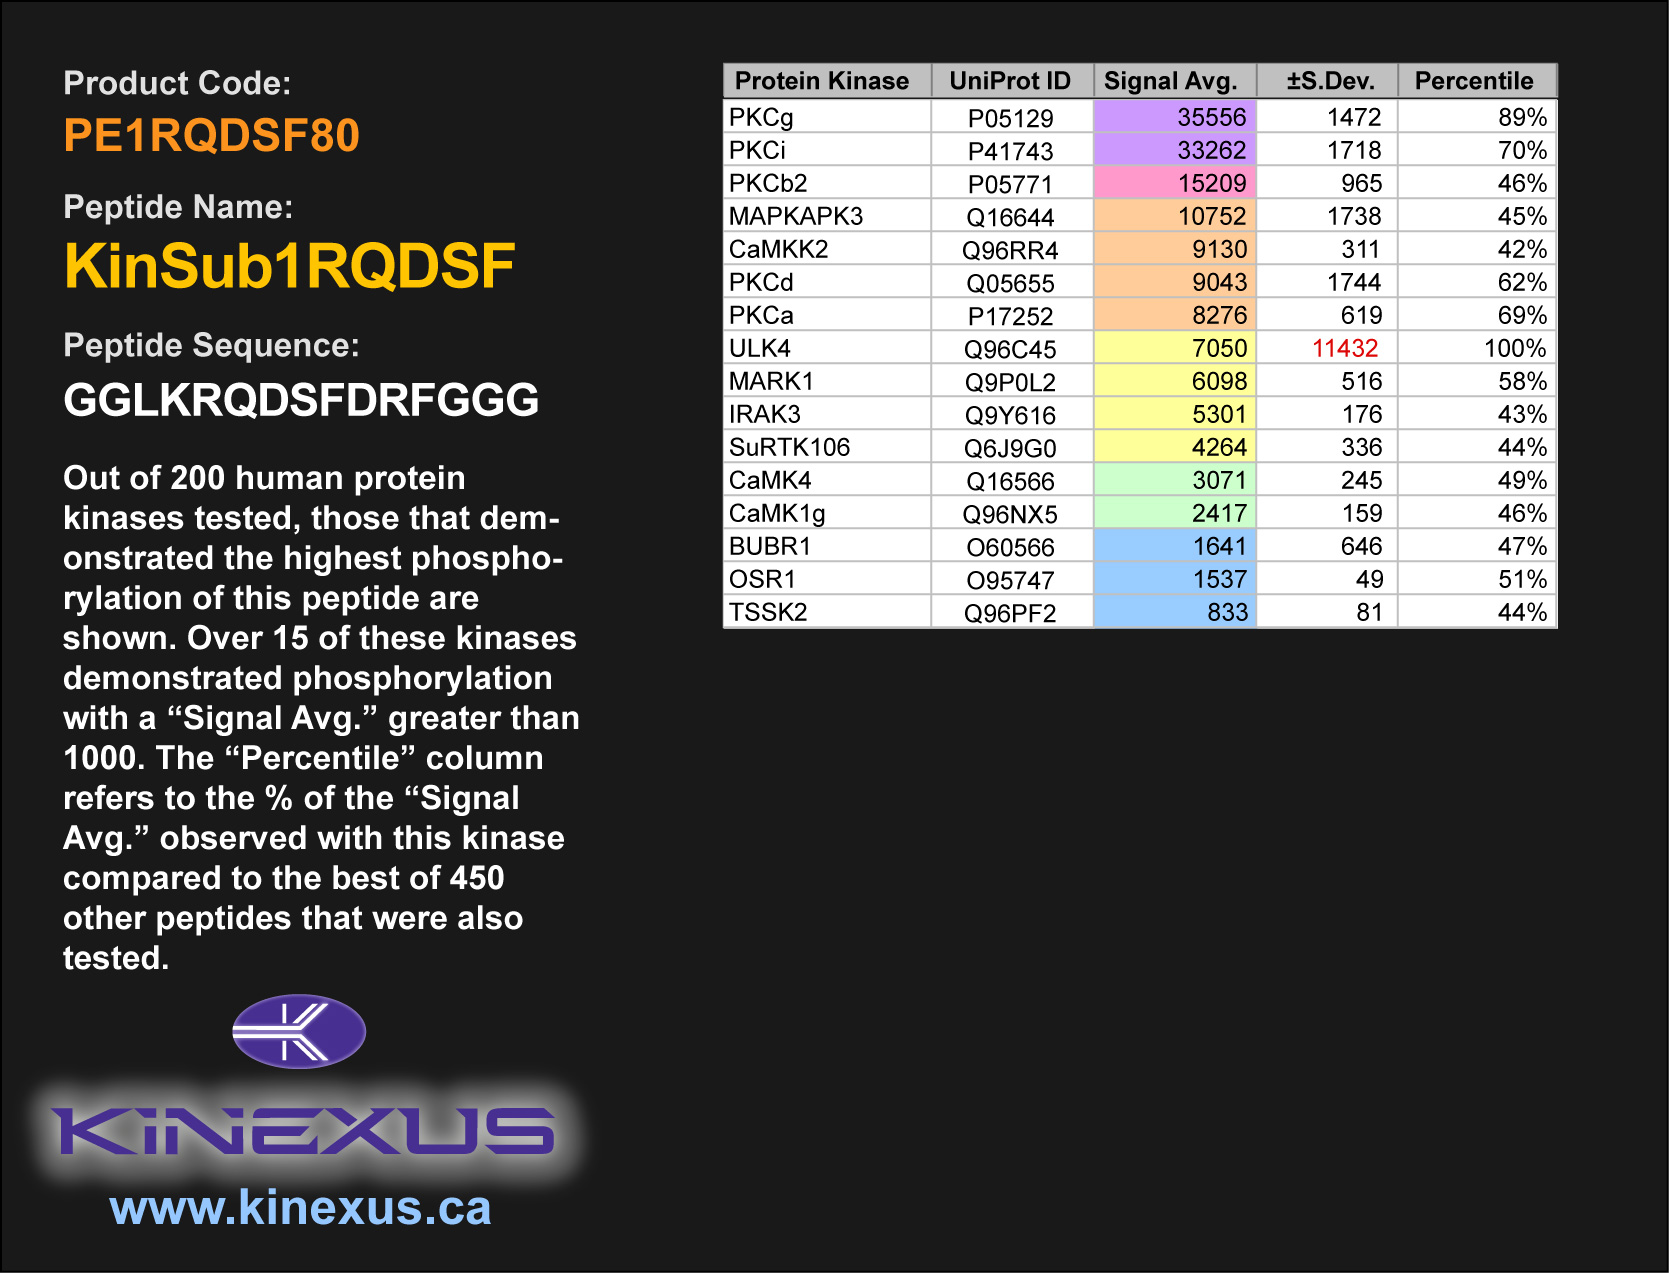 Product Code:
PE1RQDSF80
Peptide Name:
KinSub1RQDSF
Peptide Sequence:
GGLKRQDSFDRFGGG
Out of 200 human protein
kinases tested, those that dem-
onstrated the highest phospho-
rylation of this peptide are
shown. Over 15 of these kinases
demonstrated phosphorylation
with a “Signal Avg.” greater than
1000. The “Percentile” column
refers to the % of the “Signal
Avg.” observed with this kinase
compared to the best of 450
other peptides that were also
tested.
KiNEXUS
www.kinexus.ca
Protein Kinase UniProt ID Signal Avg. ±S.Dev. Percentile
PKCg P05129 35556 1472 89%
PKCi P41743 33262 1718 70%
PKCb2 P05771 15209 965 46%
MAPKAPK3 Q16644 10752 1738 45%
CaMKK2 Q96RR4 9130 311 42%
PKCd Q05655 9043 1744 62%
PKCa P17252 8276 619 69%
ULK4 Q96C45 7050 11432 100%
MARK1 Q9P0L2 6098 516 58%
IRAK3 Q9Y616 5301 176 43%
SuRTK106 Q6J9G0 4264 336 44%
CaMK4 Q16566 3071 245 49%
CaMK1g Q96NX5 2417 159 46%
BUBR1 O60566 1641 646 47%
OSR1 O95747 1537 49 51%
TSSK2 Q96PF2 833 81 44%